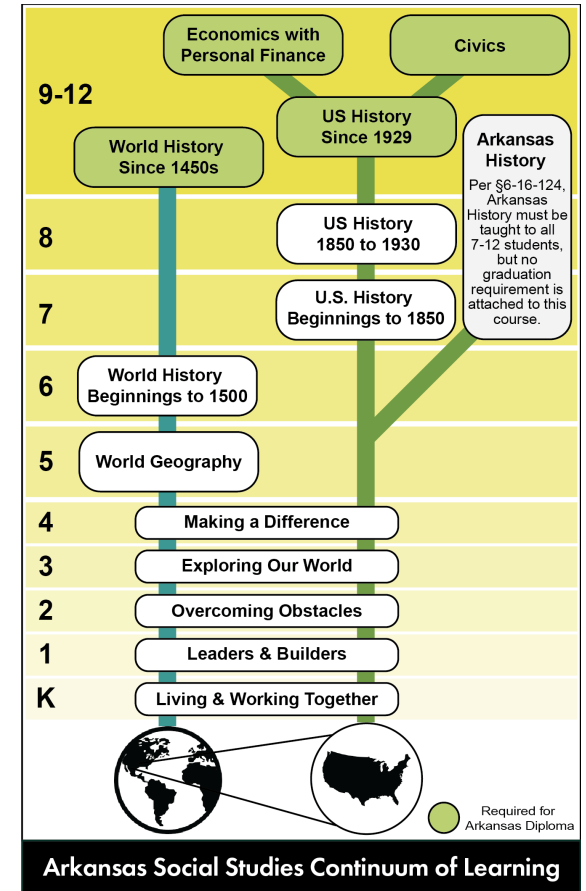 Economics with
Personal Finance
Civics
9-12
US History
Since 1929
World History
Since 1450s
Arkansas
History
Per §6-16-124,
Arkansas
History must be
taught to all
7-12 students,
but no
graduation
requirement is
attached to this
course.
8
US History
1850 to 1930
7
U.S. History
Beginnings to 1850
6
World History
Beginnings to 1500
5
World Geography
4
Making a Difference
3
Exploring Our World
2
Overcoming Obstacles
1
Leaders & Builders
K
Living & Working Together
Required for
Arkansas Diploma
Arkansas Social Studies Continuum of Learning